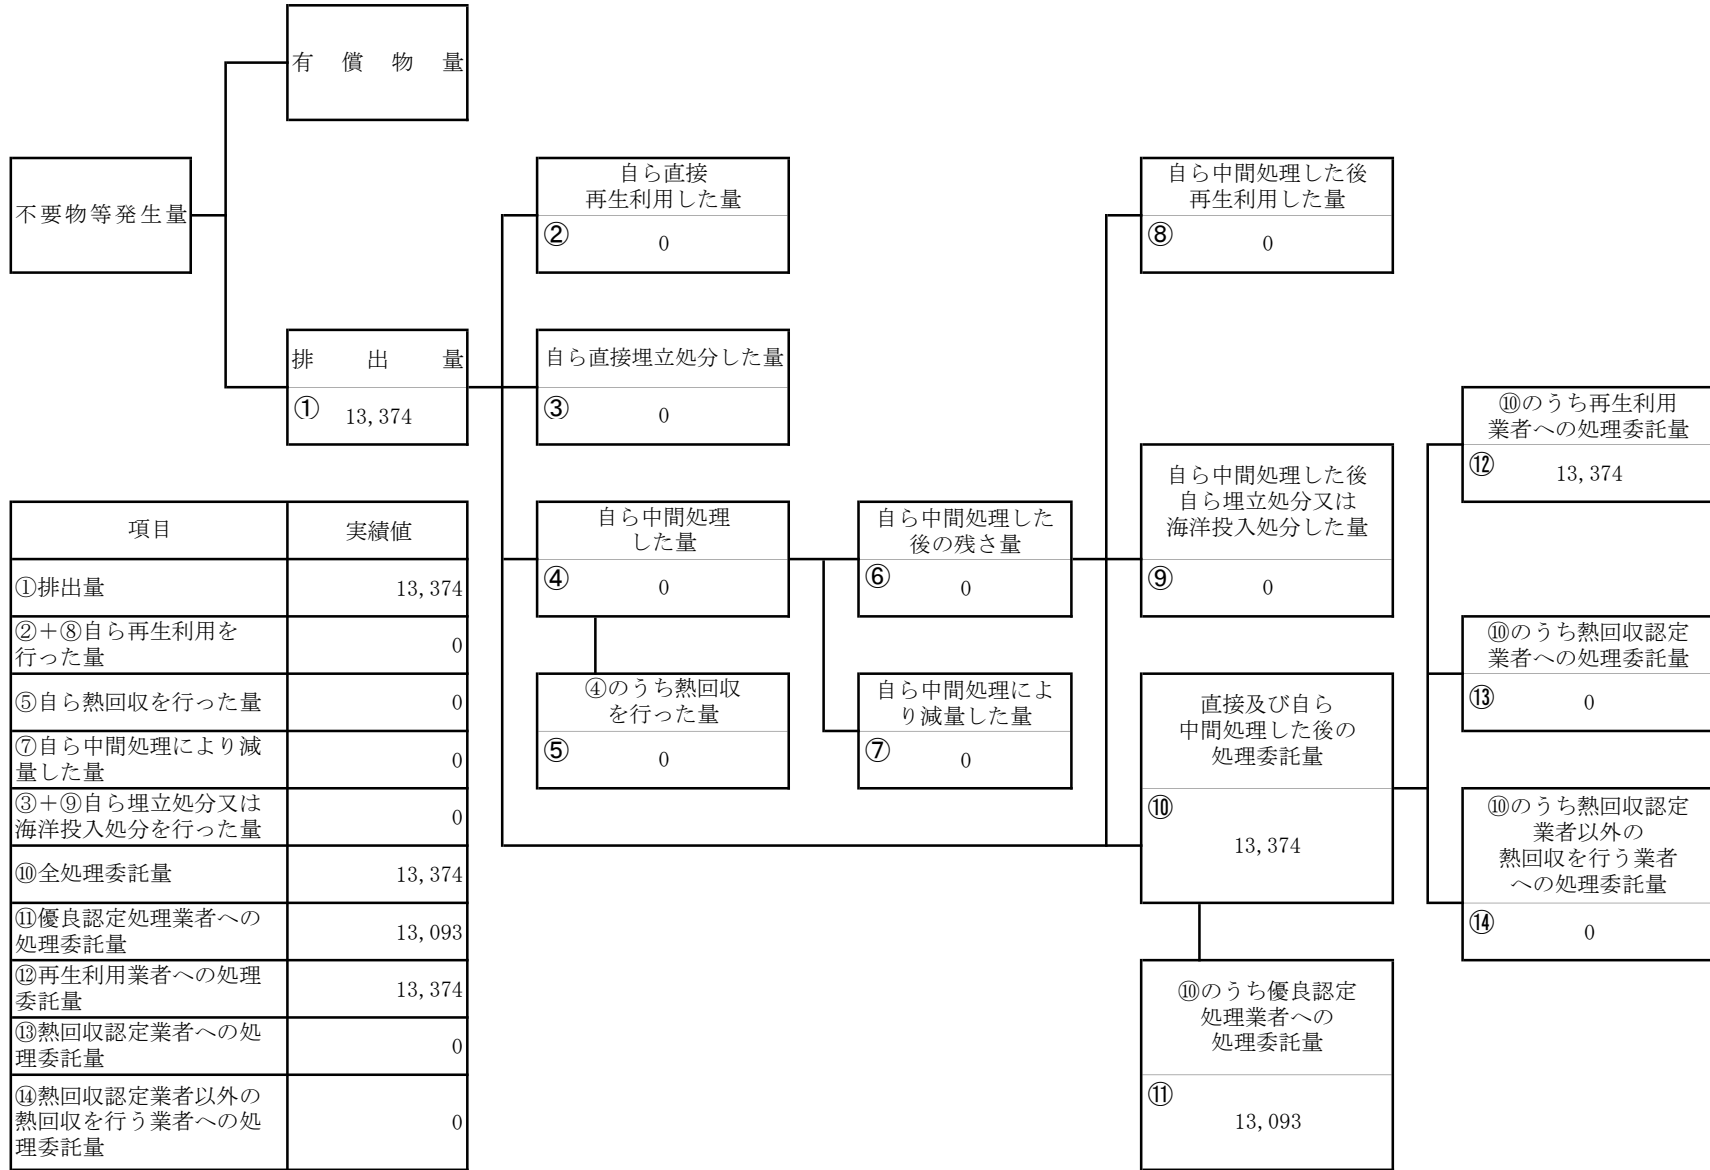 有償物量
不要物等発生量
排出量
① 13,374
自ら直接
再生利用した量
② 0
自ら直接埋立処分した量
③ 0
自ら中間処理
した量
④ 0
④のうち熱回収
を行った量
⑤ 0
自ら中間処理した
後の残さ量
⑥ 0
自ら中間処理によ
り減量した量
⑦ 0
自ら中間処理した後
再生利用した量
⑧ 0
自ら中間処理した後
自ら埋立処分又は
海洋投入処分した量
⑨ 0
直接及び自ら
中間処理した後の
処理委託量
⑩
13,374
⑩のうち優良認定
処理業者への
処理委託量
⑪
13,093
⑩のうち再生利用
業者への処理委託量
⑫ 13,374
⑩のうち熱回収認定
業者への処理委託量
⑬ 0
⑩のうち熱回収認定
業者以外の
熱回収を行う業者
への処理委託量
⑭ 0
項目 実績値
①排出量 13,374
②+⑧自ら再生利用を
行った量 0
⑤自ら熱回収を行った量 0
⑦自ら中間処理により減
量した量 0
③+⑨自ら埋立処分又は
海洋投入処分を行った量 0
⑩全処理委託量 13,374
⑪優良認定処理業者への
処理委託量 13,093
⑫再生利用業者への処理
委託量 13,374
⑬熱回収認定業者への処
理委託量 0
⑭熱回収認定業者以外の
熱回収を行う業者への処
理委託量 0